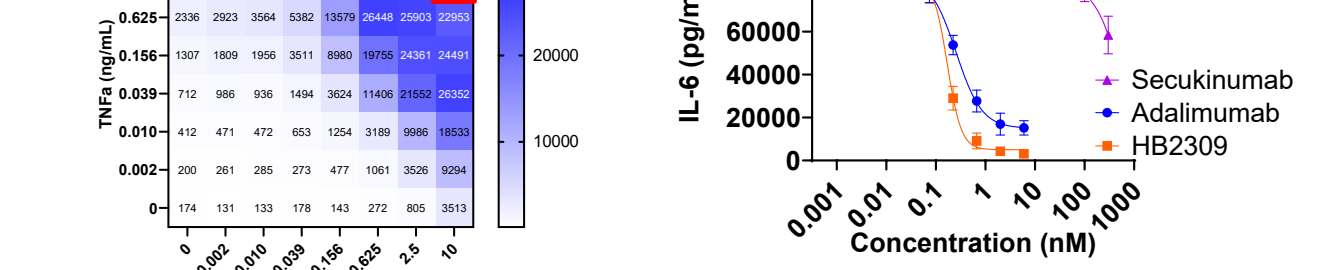 TNFa (ng/mL)
0.625 2336 2923 3564 5382 13579 26448 25903 22953
0.156 1307 1809 1956 3511 8980 19755 24361 24491
0.039 712 986 936 1494 3624 11406 21552 26352
0.010 412 471 472 653 1254 3189 9986 18533
0.002 200 261 285 273 477 1061 3526 9294
0 174 131 133 178 143 272 805 3513
0 0.002 0.010 0.039 0.156 0.625 2.5 10
20000
10000
IL-6 (pg/m
60000
40000
20000
0
0.001 0.01 0.1 1 10 100 1000
Concentration (nM)
Secukinumab
Adalimumab
HB2309